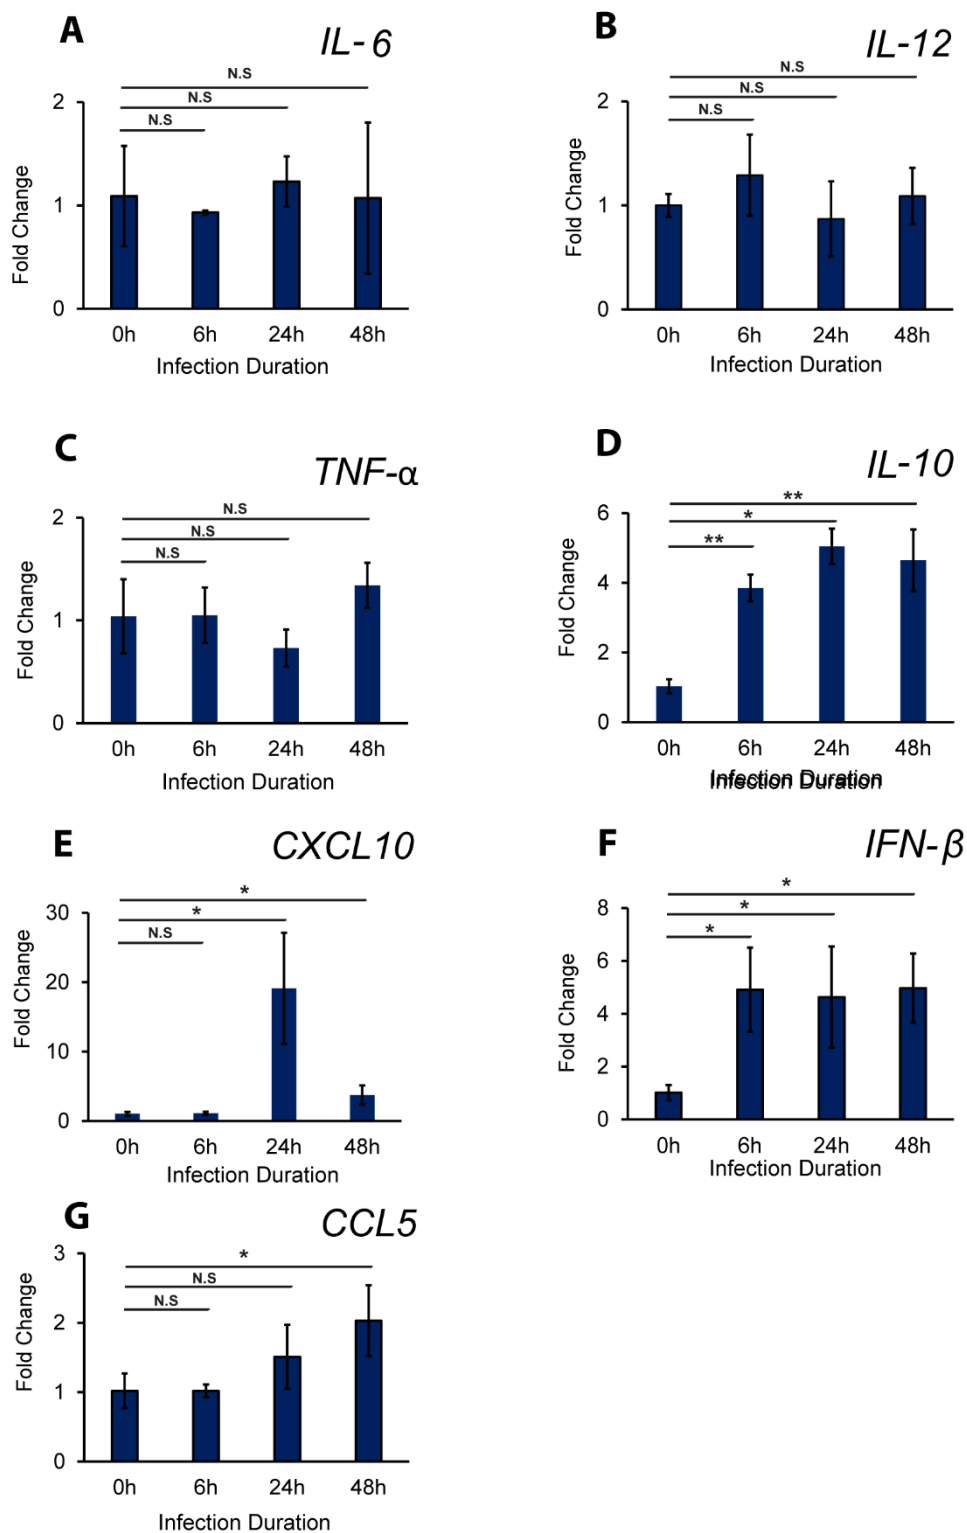 A
IL-6
N.S
N.S
N.S
2
1
0
Fold Change
0h 6h 24h 48h
Infection Duration
B
IL-12
N.S
N.S
N.S
2
1
0
Fold Change
0h 6h 24h 48h
Infection Duration
C
TNF-α
N.S
N.S
N.S
2
1
0
Fold Change
0h 6h 24h 48h
Infection Duration
D
IL-10
**
*
**
6
4
2
0
Fold Change
0h 6h 24h 48h
Infection Duration
Infection Duration
E
CXCL10
*
*
N.S
30
20
10
0
Fold Change
0h 6h 24h 48h
Infection Duration
F
IFN-β
*
*
*
8
6
4
2
0
Fold Change
0h 6h 24h 48h
Infection Duration
G
CCL5
*
N.S
N.S
3
2
1
0
Fold Change
0h 6h 24h 48h
Infection Duration